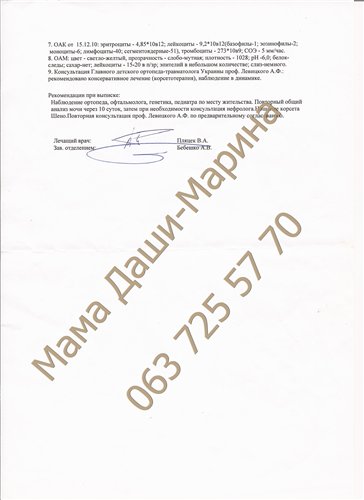 7. ОАК от 15.12.10: эритроциты - 4,85*10в12; лейкоциты - 9,2*10в12(базофилы-1; эозинофилы-2;
моноциты-6; лимфоциты-40; сегментоядерные-51), тромбоциты - 273*10в9; СОЭ - 5 мм/час.
8. ОАМ: цвет - светло-желтый, прозрачность - слабо-мутная; плотность - 1028; рН -6,0; белок-
следы; сахар-нет; лейкоциты - 15-20 в п/зр; эпителий в небольшом количестве; слиз-немного.
9. Консультация Главного детского ортопеда-травматолога Украины проф. Левицкого А.Ф.:
рекомендовано консервативное лечение (корсетотерапия), наблюдение в динамике.
Рекомендации при выписке:
Наблюдение ортопеда, офтальмолога, генетика, педиатра по месту жительства. Повторный общий
анализ мочи через 10 суток, затем при необходимости консультация нефролога. корсета
Шено.Повторная консультация проф. Левицкого А.Ф. по предварительному согласованию.
Лечащий врач: Пляцек В.А.
Зав. отделением: Бебешко А.В.
Мама Даши-Марина
063 725 57 70